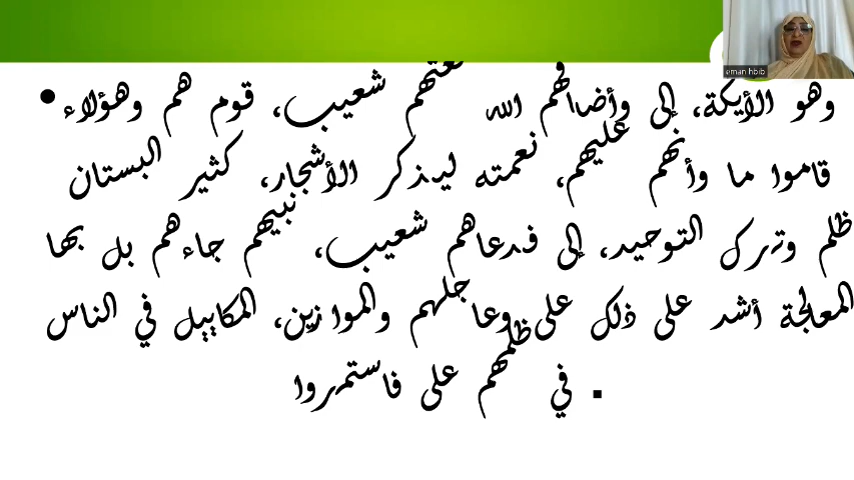 وهو الأيكة، إلى وأضافهم الله شعيب، قوم هم وهؤلاء •
قاموا ما وأنهم عليهم، نعمته ليذكر الأشجار، كثير البستان
ظلم وترك التوحيد، إلى فدعاهم شعيب، نبيهم جاءهم بل بها
المعالجة أشد على ذلك على وعاجلهم والموازين، المكاييل في الناس
. في ظلمهم على فاستمروا
eman hbib